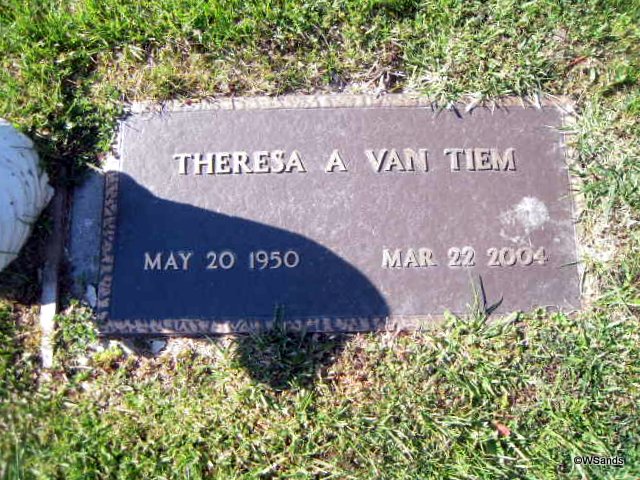 THERESA A VAN TIEM
MAY 20 1950 MAR 22 2004
©WSands